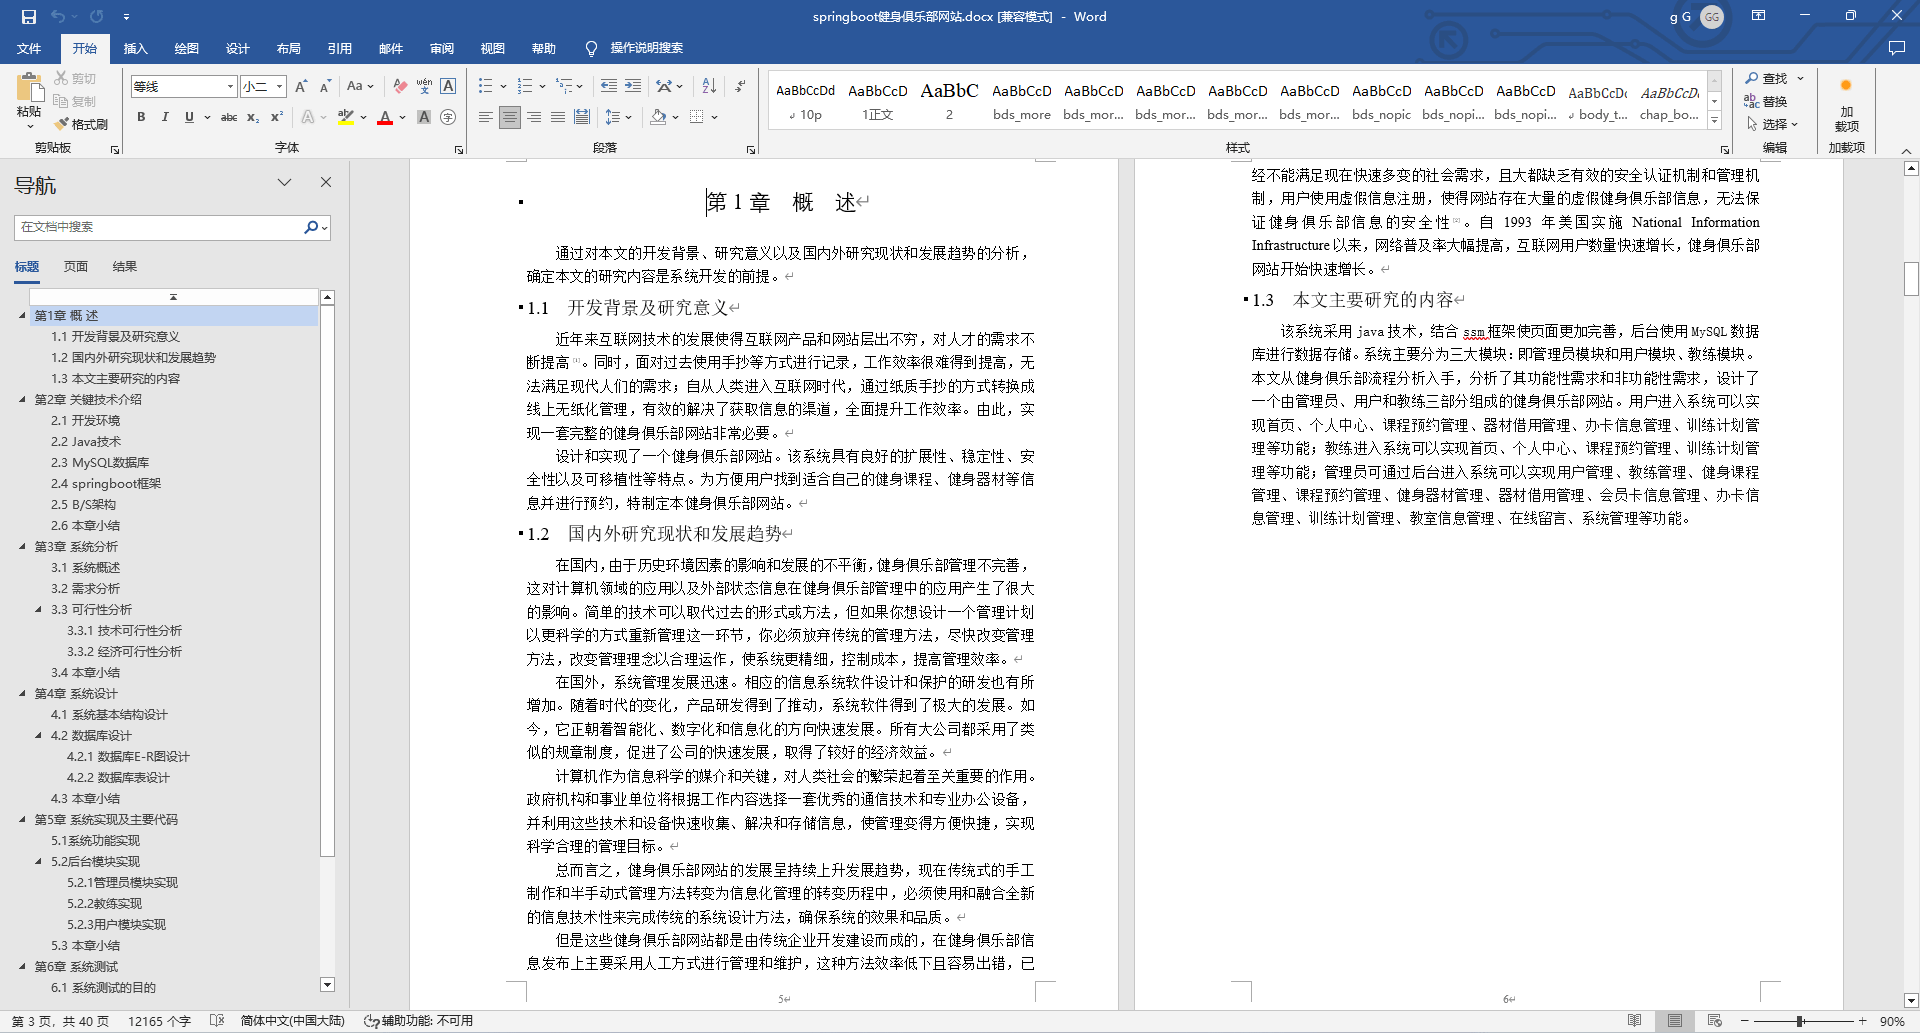 springboot健身俱乐部网站.docx [兼容模式] - Word
g G
GG
文件 开始 插入 绘图 设计 布局 引用 邮件 审阅 视图 帮助 操作说明搜索
粘贴
剪切
复制
格式刷
剪贴板
等线 小二
字体
段落
AaBbCcDd 10p
AaBbCcD 1正文
AaBbC 2
AaBbCcD bds_more
AaBbCcD bds_mor...
AaBbCcD bds_mor...
AaBbCcD bds_mor...
AaBbCcD bds_mor...
AaBbCcD bds_nopic
AaBbCcD bds_nopi...
AaBbCcD bds_nopi...
AaBbCcDc body_t...
AaBbCcDc chap_bo...
样式
查找
替换
选择
编辑
加载项
加载项
导航
在文档中搜索
标题 页面 结果
第1章 概 述
1.1 开发背景及研究意义
1.2 国内外研究现状和发展趋势
1.3 本文主要研究的内容
第2章 关键技术介绍
2.1 开发环境
2.2 Java技术
2.3 MySQL数据库
2.4 springboot框架
2.5 B/S架构
2.6 本章小结
第3章 系统分析
3.1 系统概述
3.2 需求分析
3.3 可行性分析
3.3.1 技术可行性分析
3.3.2 经济可行性分析
3.4 本章小结
第4章 系统设计
4.1 系统基本结构设计
4.2 数据库设计
4.2.1 数据库E-R图设计
4.2.2 数据库表设计
4.3 本章小结
第5章 系统实现及主要代码
5.1系统功能实现
5.2后台模块实现
5.2.1管理员模块实现
5.2.2教练实现
5.2.3用户模块实现
5.3 本章小结
第6章 系统测试
6.1 系统测试的目的
第 1 章 概 述
通过对本文的开发背景、研究意义以及国内外研究现状和发展趋势的分析，
确定本文的研究内容是系统开发的前提。
1.1 开发背景及研究意义
近年来互联网技术的发展使得互联网产品和网站层出不穷，对人才的需求不
断提高[1]。同时，面对过去使用手抄等方式进行记录，工作效率很难得到提高，无
法满足现代人们的需求；自从人类进入互联网时代，通过纸质手抄的方式转换成
线上无纸化管理，有效的解决了获取信息的渠道，全面提升工作效率。由此，实
现一套完整的健身俱乐部网站非常必要。
设计和实现了一个健身俱乐部网站。该系统具有良好的扩展性、稳定性、安
全性以及可移植性等特点。为方便用户找到适合自己的健身课程、健身器材等信
息并进行预约，特制定本健身俱乐部网站。
1.2 国内外研究现状和发展趋势
在国内，由于历史环境因素的影响和发展的不平衡，健身俱乐部管理不完善，
这对计算机领域的应用以及外部状态信息在健身俱乐部管理中的应用产生了很大
的影响。简单的技术可以取代过去的形式或方法，但如果你想设计一个管理计划
以更科学的方式重新管理这一环节，你必须放弃传统的管理方法，尽快改变管理
方法，改变管理理念以合理运作，使系统更精细，控制成本，提高管理效率。
在国外，系统管理发展迅速。相应的信息系统软件设计和保护的研发也有所
增加。随着时代的变化，产品研发得到了推动，系统软件得到了极大的发展。如
今，它正朝着智能化、数字化和信息化的方向快速发展。所有大公司都采用了类
似的规章制度，促进了公司的快速发展，取得了较好的经济效益。
计算机作为信息科学的媒介和关键，对人类社会的繁荣起着至关重要的作用。
政府机构和事业单位将根据工作内容选择一套优秀的通信技术和专业办公设备，
并利用这些技术和设备快速收集、解决和存储信息，使管理变得方便快捷，实现
科学合理的管理目标。
总而言之，健身俱乐部网站的发展呈持续上升发展趋势，现在传统式的手工
制作和半手动式管理方法转变为信息化管理的转变历程中，必须使用和融合全新
的信息技术性来完成传统的系统设计方法，确保系统的效果和品质。
但是这些健身俱乐部网站都是由传统企业开发建设而成的，在健身俱乐部信
息发布上主要采用人工方式进行管理和维护，这种方法效率低下且容易出错，已
5
经不能满足现在快速多变的社会需求，且大都缺乏有效的安全认证机制和管理机
制，用户使用虚假信息注册，使得网站存在大量的虚假健身俱乐部信息，无法保
证健身俱乐部信息的安全性[2]。自 1993 年美国实施 National Information
Infrastructure 以来，网络普及率大幅提高，互联网用户数量快速增长，健身俱乐部
网站开始快速增长。
1.3 本文主要研究的内容
该系统采用 java 技术，结合 ssm 框架使页面更加完善，后台使用 MySQL 数据
库进行数据存储。系统主要分为三大模块：即管理员模块和用户模块、教练模块。
本文从健身俱乐部流程分析入手，分析了其功能性需求和非功能性需求，设计了
一个由管理员、用户和教练三部分组成的健身俱乐部网站。用户进入系统可以实
现首页、个人中心、课程预约管理、器材借用管理、办卡信息管理、训练计划管
理等功能；教练进入系统可以实现首页、个人中心、课程预约管理、训练计划管
理等功能；管理员可通过后台进入系统可以实现用户管理、教练管理、健身课程
管理、课程预约管理、健身器材管理、器材借用管理、会员卡信息管理、办卡信
息管理、训练计划管理、教室信息管理、在线留言、系统管理等功能。
6
第 3 页，共 40 页 12165 个字 简体中文(中国大陆) 辅助功能: 不可用 90%